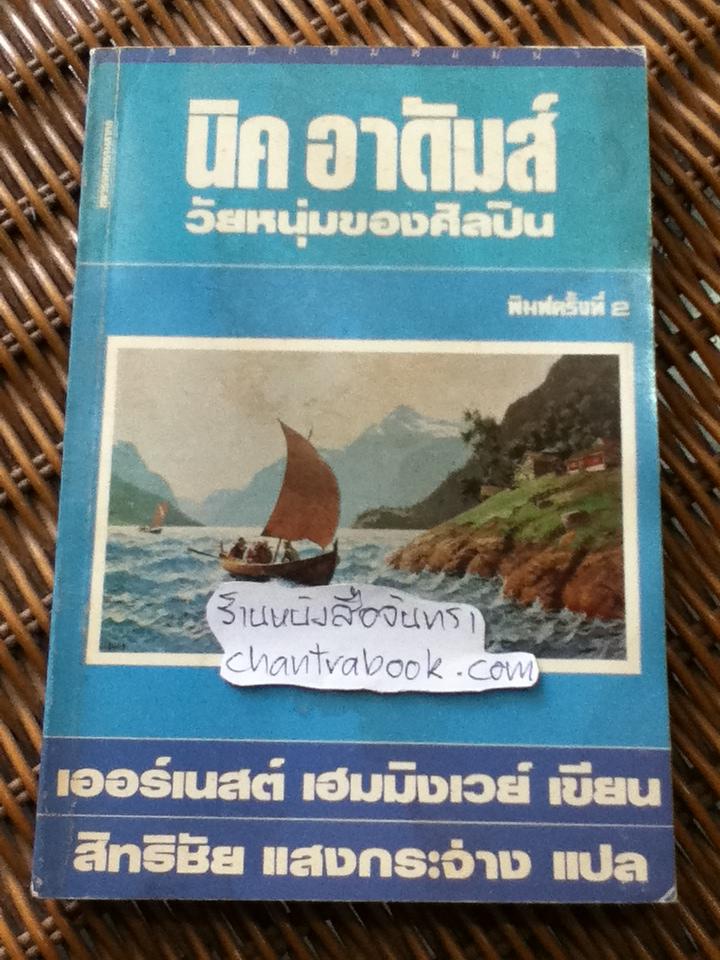 นิค อาดัมส์
วัยหนุ่มของศิลปิน
พิมพ์ครั้งที่ 2
ร้านหนังสือจันทรา
chantrabook.com
เออร์เนสต์ เฮมมิงเวย์ เขียน
สิทธิชัย แสงกระจ่าง แปล